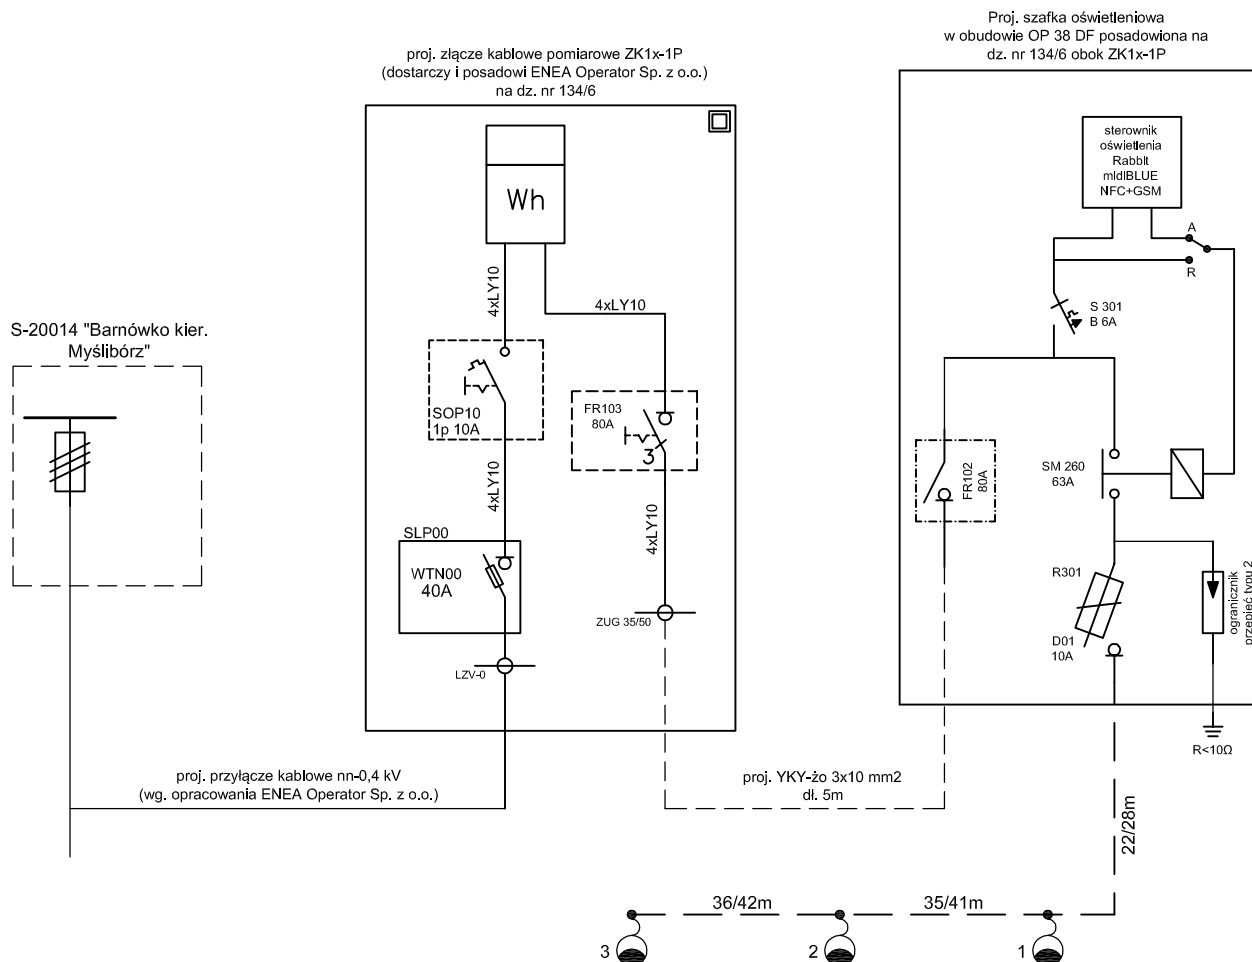 Proj. szafka oświetleniowa
w obudowie OP 38 DF posadowiona na
dz. nr 134/6 obok ZK1x-1P
proj. złącze kablowe pomiarowe ZK1x-1P
(dostarczy i posadowi ENEA Operator Sp. z o.o.)
na dz. nr 134/6
sterownik
oświetlenia
Rabbit
midiBLUE
NFC+GSM
Wh
A
R
4xLY10
4xLY10
S 301
B 6A
S-20014 "Barnówko kier.
Myślibórz"
SOP10
1p 10A
FR103
80A
3
FR102
80A
SM 260
63A
4xLY10
4xLY10
SLP00
WTN00
40A
R301
D01
10A
ogranicznik
przepięć typu 2
ZUG 35/50
LZV-0
R<10Ω
proj. przyłącze kablowe nn-0,4 kV
(wg. opracowania ENEA Operator Sp. z o.o.)
proj. YKY-żo 3x10 mm2
dł. 5m
22/28m
36/42m
35/41m
3
2
1